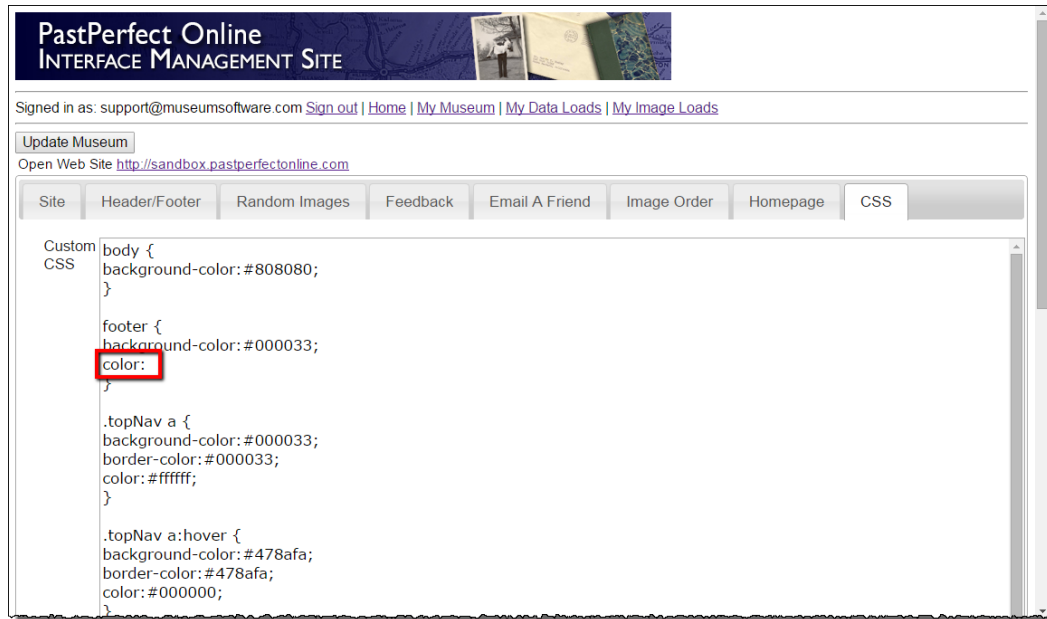 PastPerfect Online
INTERFACE MANAGEMENT SITE
Signed in as: support@museumsoftware.com Sign out | Home | My Museum | My Data Loads | My Image Loads
Update Museum
Open Web Site http://sandbox.pastperfectonline.com
Site Header/Footer Random Images Feedback Email A Friend Image Order Homepage CSS
Custom CSS
body {
background-color:#808080;
}
footer {
background-color:#000033;
color:
}
.topNav a {
background-color:#000033;
border-color:#000033;
color:#ffffff;
}
.topNav a:hover {
background-color:#478afa;
border-color:#478afa;
color:#000000;
}